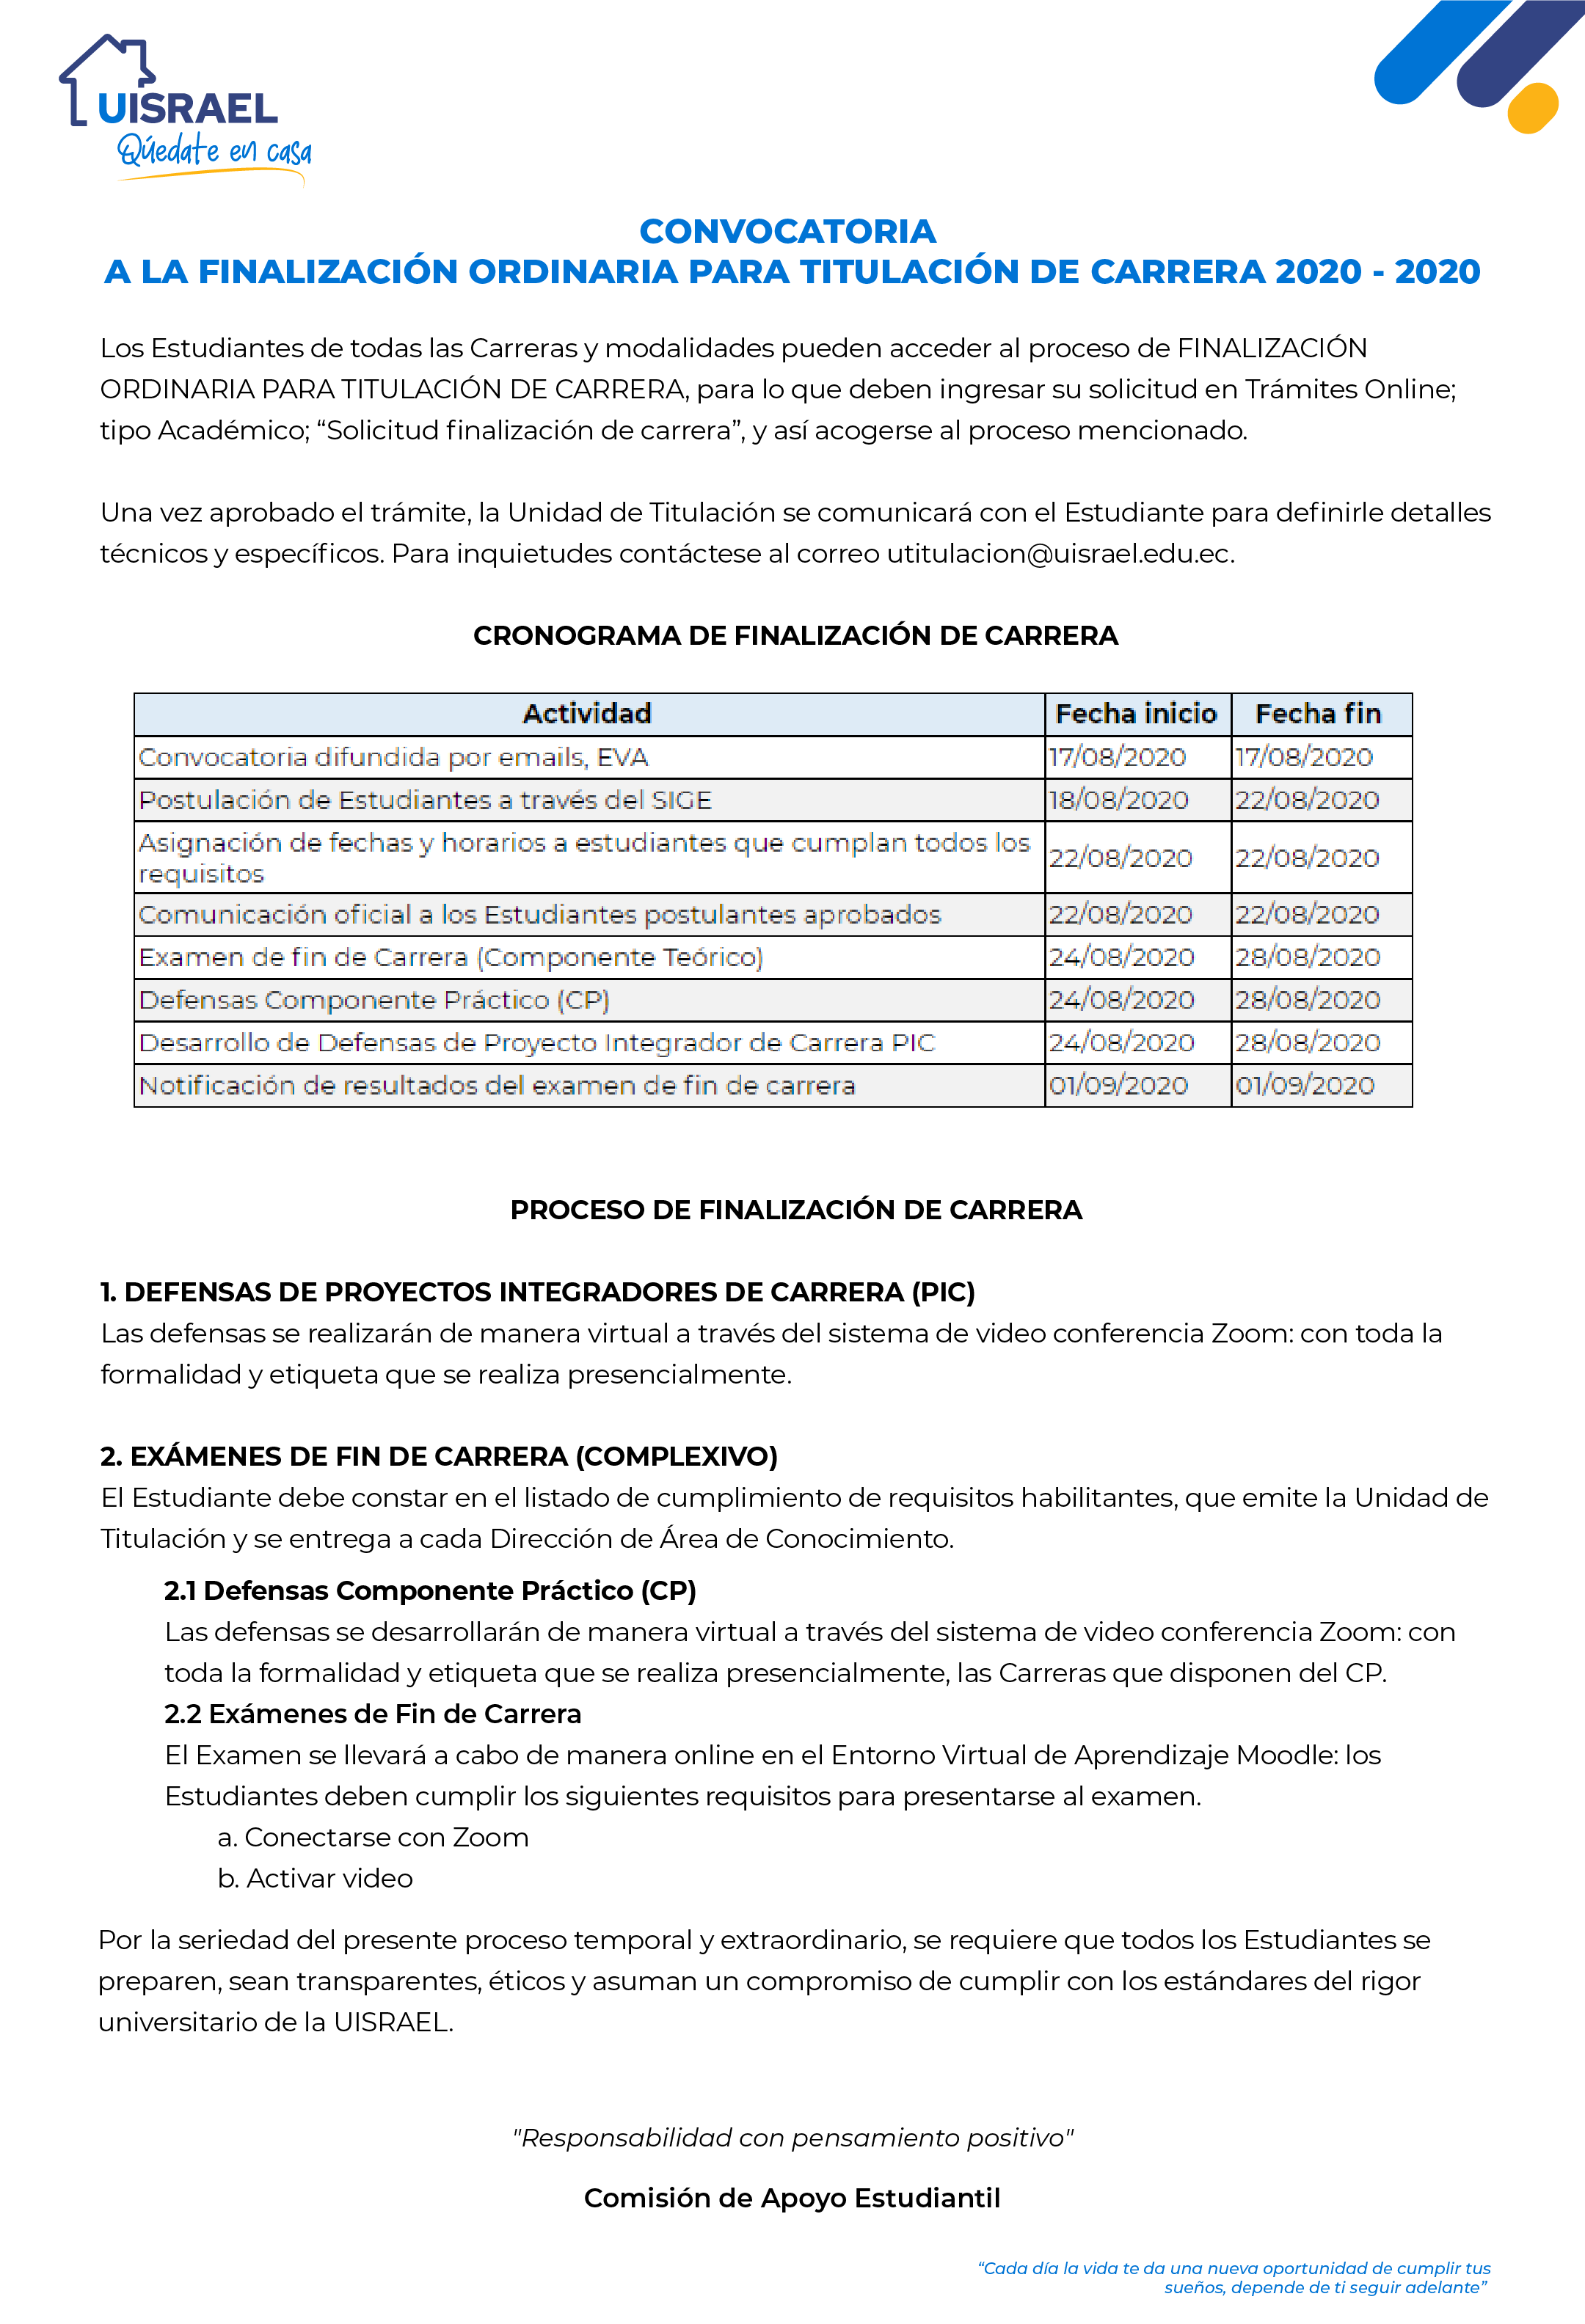 UISRAEL
Qúedate en casa
CONVOCATORIA
A LA FINALIZACIÓN ORDINARIA PARA TITULACIÓN DE CARRERA 2020 - 2020
Los Estudiantes de todas las Carreras y modalidades pueden acceder al proceso de FINALIZACIÓN
ORDINARIA PARA TITULACIÓN DE CARRERA, para lo que deben ingresar su solicitud en Trámites Online;
tipo Académico; “Solicitud finalización de carrera”, y así acogerse al proceso mencionado.
Una vez aprobado el trámite, la Unidad de Titulación se comunicará con el Estudiante para definirle detalles
técnicos y específicos. Para inquietudes contáctese al correo utitulacion@uisrael.edu.ec.
CRONOGRAMA DE FINALIZACIÓN DE CARRERA
Actividad Fecha inicio Fecha fin
Convocatoria difundida por emails, EVA 17/08/2020 17/08/2020
Postulación de Estudiantes a través del SIGE 18/08/2020 22/08/2020
Asignación de fechas y horarios a estudiantes que cumplan todos los
requisitos 22/08/2020 22/08/2020
Comunicación oficial a los Estudiantes postulantes aprobados 22/08/2020 22/08/2020
Examen de fin de Carrera (Componente Teórico) 24/08/2020 28/08/2020
Defensas Componente Práctico (CP) 24/08/2020 28/08/2020
Desarrollo de Defensas de Proyecto Integrador de Carrera PIC 24/08/2020 28/08/2020
Notificación de resultados del examen de fin de carrera 01/09/2020 01/09/2020
PROCESO DE FINALIZACIÓN DE CARRERA
1. DEFENSAS DE PROYECTOS INTEGRADORES DE CARRERA (PIC)
Las defensas se realizarán de manera virtual a través del sistema de video conferencia Zoom: con toda la
formalidad y etiqueta que se realiza presencialmente.
2. EXÁMENES DE FIN DE CARRERA (COMPLEXIVO)
El Estudiante debe constar en el listado de cumplimiento de requisitos habilitantes, que emite la Unidad de
Titulación y se entrega a cada Dirección de Área de Conocimiento.
2.1 Defensas Componente Práctico (CP)
Las defensas se desarrollarán de manera virtual a través del sistema de video conferencia Zoom: con
toda la formalidad y etiqueta que se realiza presencialmente, las Carreras que disponen del CP.
2.2 Exámenes de Fin de Carrera
El Examen se llevará a cabo de manera online en el Entorno Virtual de Aprendizaje Moodle: los
Estudiantes deben cumplir los siguientes requisitos para presentarse al examen.
a. Conectarse con Zoom
b. Activar video
Por la seriedad del presente proceso temporal y extraordinario, se requiere que todos los Estudiantes se
preparen, sean transparentes, éticos y asuman un compromiso de cumplir con los estándares del rigor
universitario de la UISRAEL.
"Responsabilidad con pensamiento positivo"
Comisión de Apoyo Estudiantil
“Cada día la vida te da una nueva oportunidad de cumplir tus
sueños, depende de ti seguir adelante”